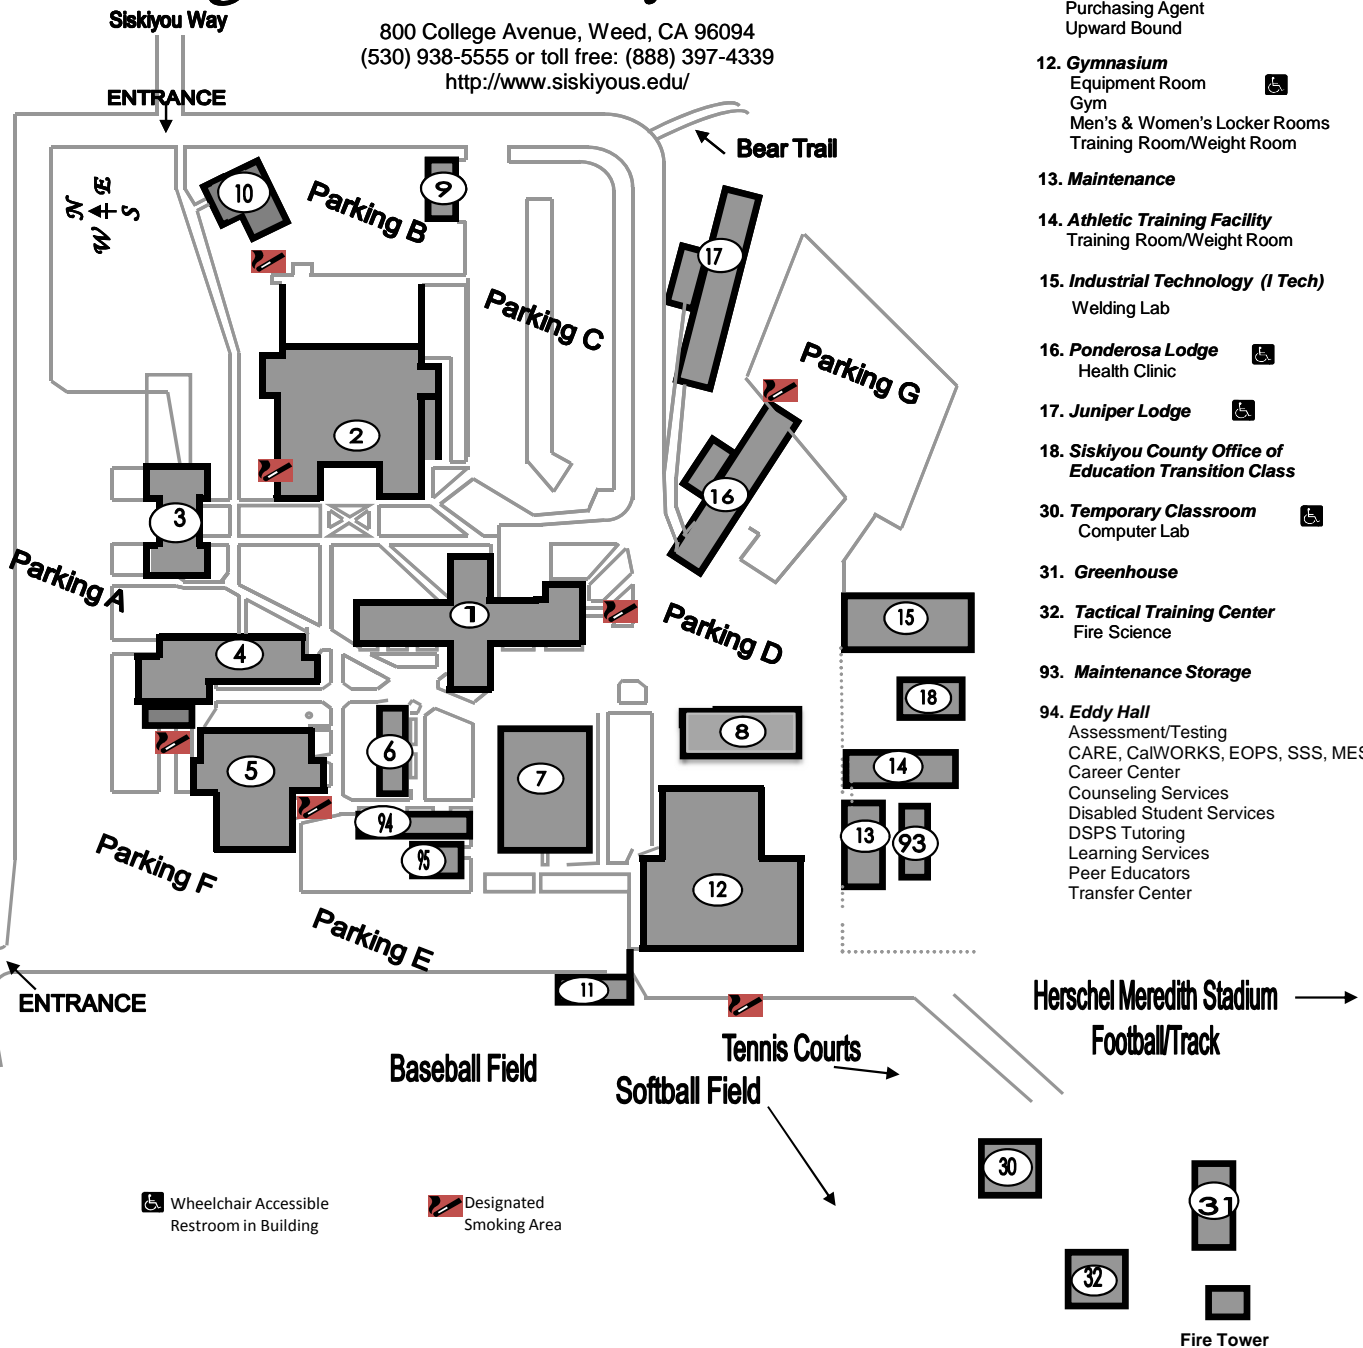 Siskiyou Way
800 College Avenue, Weed, CA 96094
(530) 938-5555 or toll free: (888) 397-4339
http://www.siskiyous.edu/
ENTRANCE
Bear Trail
N E
W S
10
Parking B
9
17
Parking C
Parking G
2
16
3
Parking A
1
Parking D
15
4
18
6
8
5
7
14
94
13
93
95
Parking F
12
Parking E
11
ENTRANCE
Baseball Field
Tennis Courts
Softball Field
Herschel Meredith Stadium
Football/Track
30
31
32
Fire Tower
Wheelchair Accessible
Restroom in Building
Designated
Smoking Area
Purchasing Agent
Upward Bound
12. Gymnasium
Equipment Room
Gym
Men's & Women's Locker Rooms
Training Room/Weight Room
13. Maintenance
14. Athletic Training Facility
Training Room/Weight Room
15. Industrial Technology (I Tech)
Welding Lab
16. Ponderosa Lodge
Health Clinic
17. Juniper Lodge
18. Siskiyou County Office of
Education Transition Class
30. Temporary Classroom
Computer Lab
31. Greenhouse
32. Tactical Training Center
Fire Science
93. Maintenance Storage
94. Eddy Hall
Assessment/Testing
CARE, CalWORKS, EOPS, SSS, MES
Career Center
Counseling Services
Disabled Student Services
DSPS Tutoring
Learning Services
Peer Educators
Transfer Center